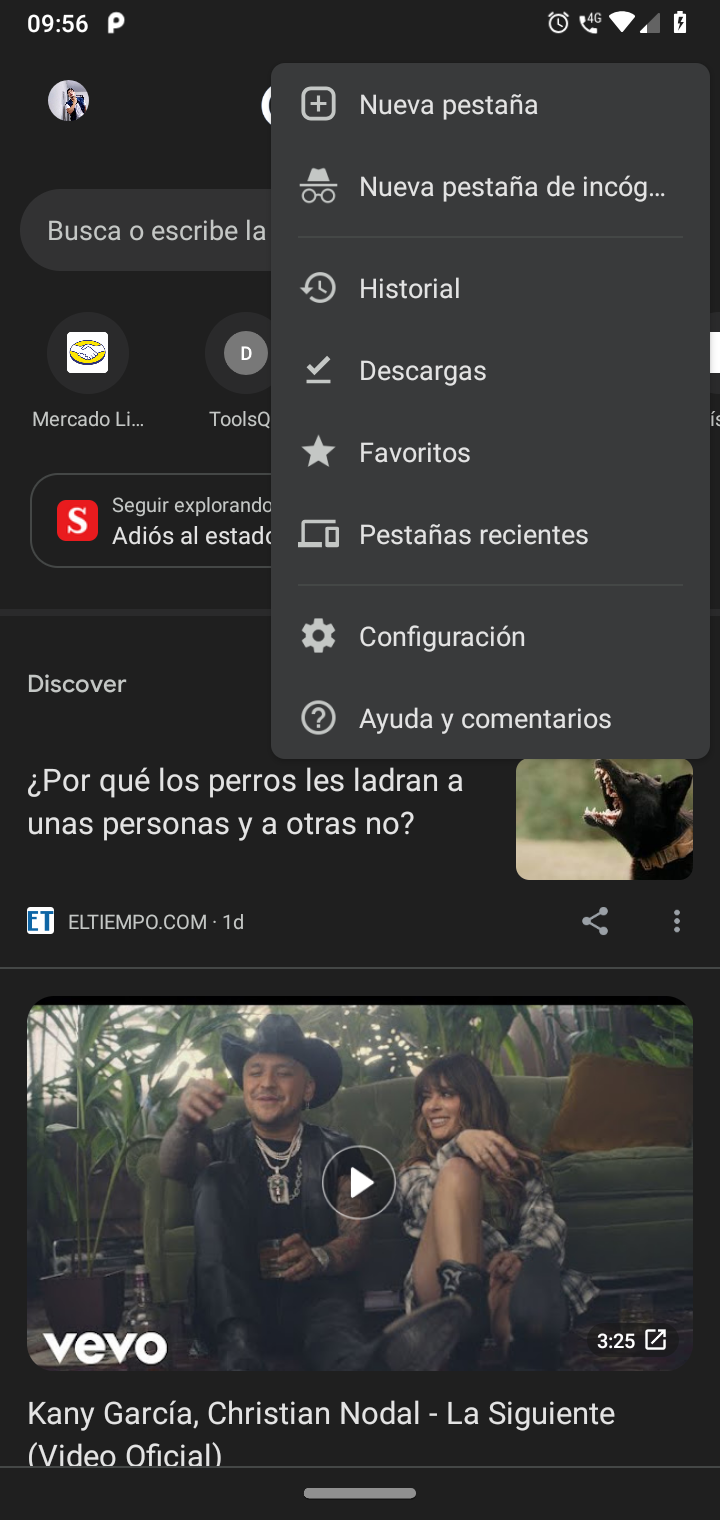 09:56
4G
Nueva pestaña
Nueva pestaña de incóg...
Busca o escribe la
Historial
Descargas
Favoritos
Pestañas recientes
Configuración
Ayuda y comentarios
D
Mercado Li...
ToolsQ
ís
S
Seguir explorando
Adiós al estado
Discover
¿Por qué los perros les ladran a
unas personas y a otras no?
ET
ELTIEMPO.COM · 1d
vevo
3:25
Kany García, Christian Nodal - La Siguiente
(Video Oficial)